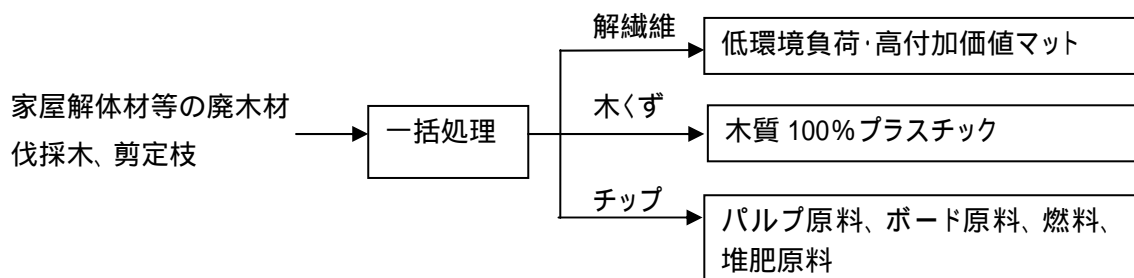 家屋解体材等の廃木材
伐採木、剪定枝
一括処理
解繊維
低環境負荷・高付加価値マット
木くず
木質 100%プラスチック
チップ
パルプ原料、ボード原料、燃料、
堆肥原料